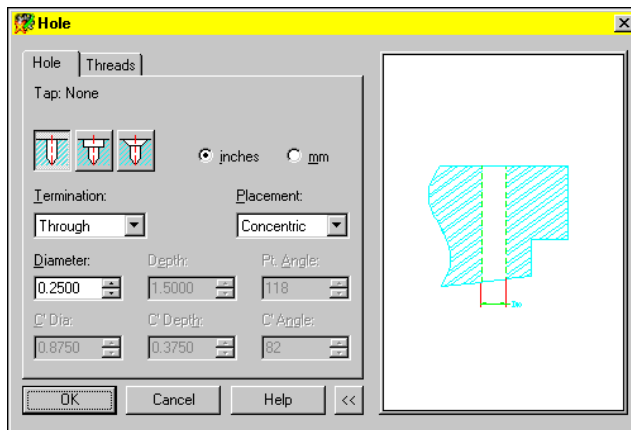 Hole
Hole Threads
Tap: None
inches mm
Termination: Placement:
Through Concentric
Diameter: Depth: Pt. Angle:
0.2500 1.5000 118
C' Dia: C' Depth: C' Angle:
0.8750 0.3750 82
OK Cancel Help <<
Dia